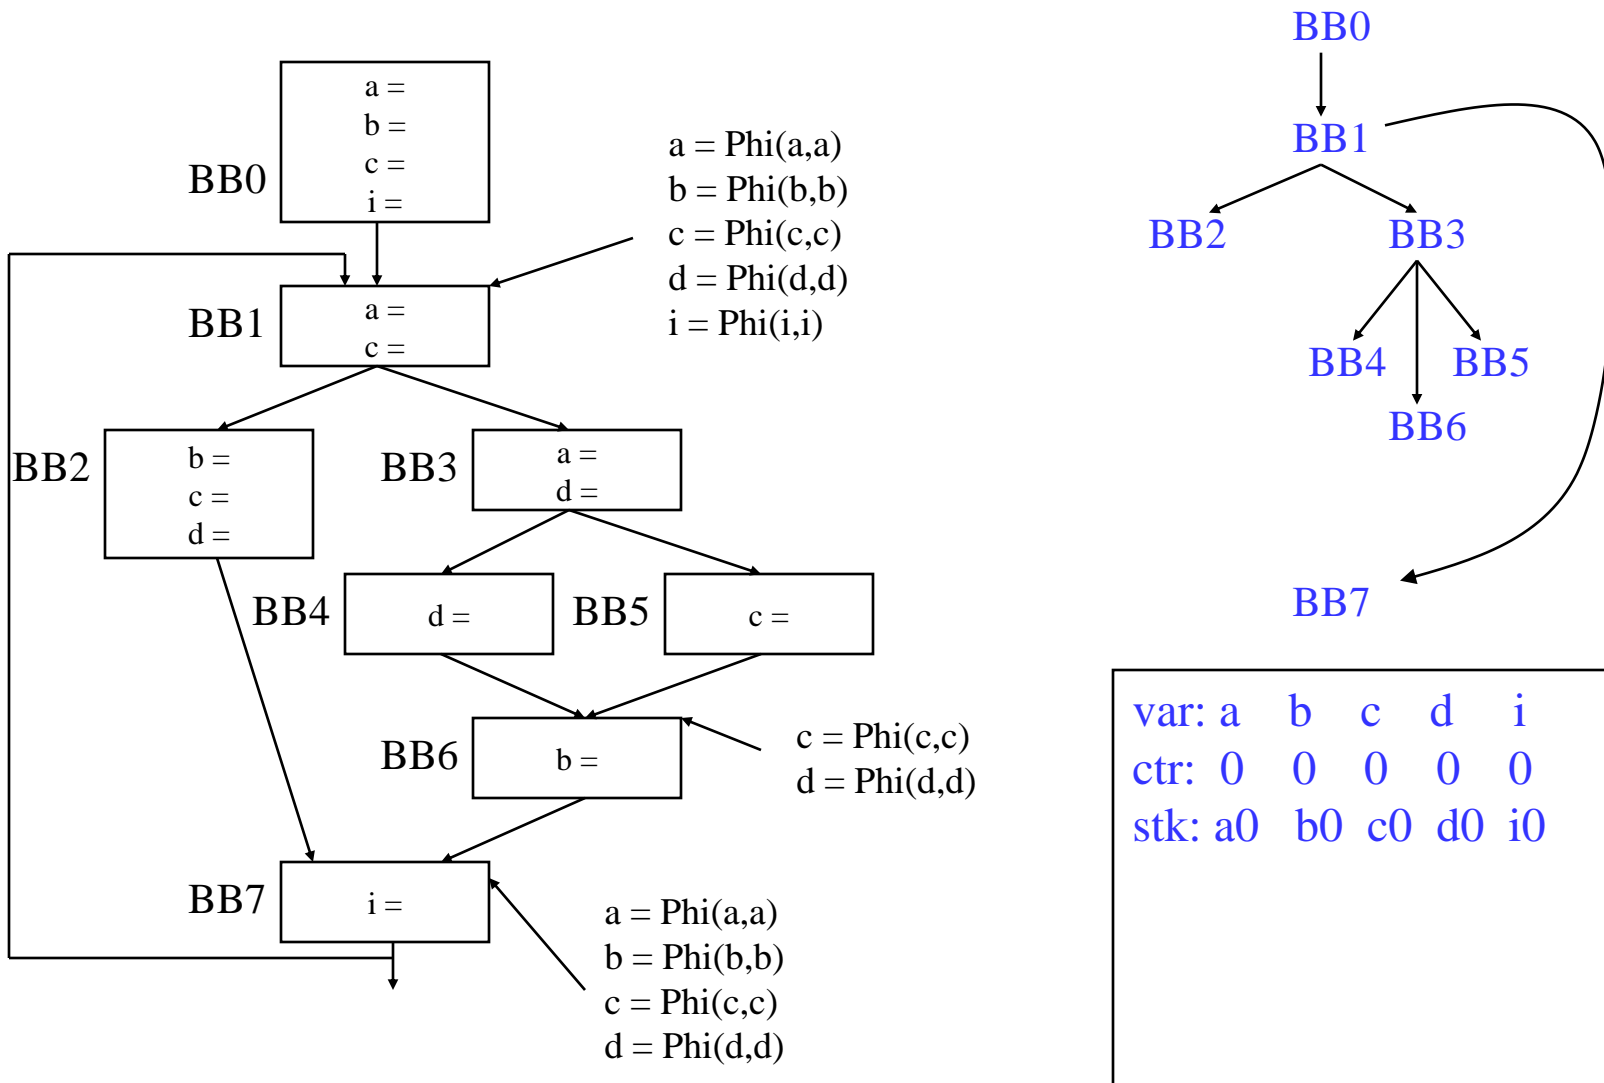 BB0
a =
b =
c =
i =
a = Phi(a,a)
b = Phi(b,b)
c = Phi(c,c)
d = Phi(d,d)
i = Phi(i,i)
BB1
a =
c =
BB2
b =
c =
d =
BB3
a =
d =
BB4
d =
BB5
c =
BB6
b =
c = Phi(c,c)
d = Phi(d,d)
BB7
i =
a = Phi(a,a)
b = Phi(b,b)
c = Phi(c,c)
d = Phi(d,d)
BB0
BB1
BB2 BB3
BB4 BB5
BB6
BB7
var: a b c d i
ctr: 0 0 0 0 0
stk: a0 b0 c0 d0 i0